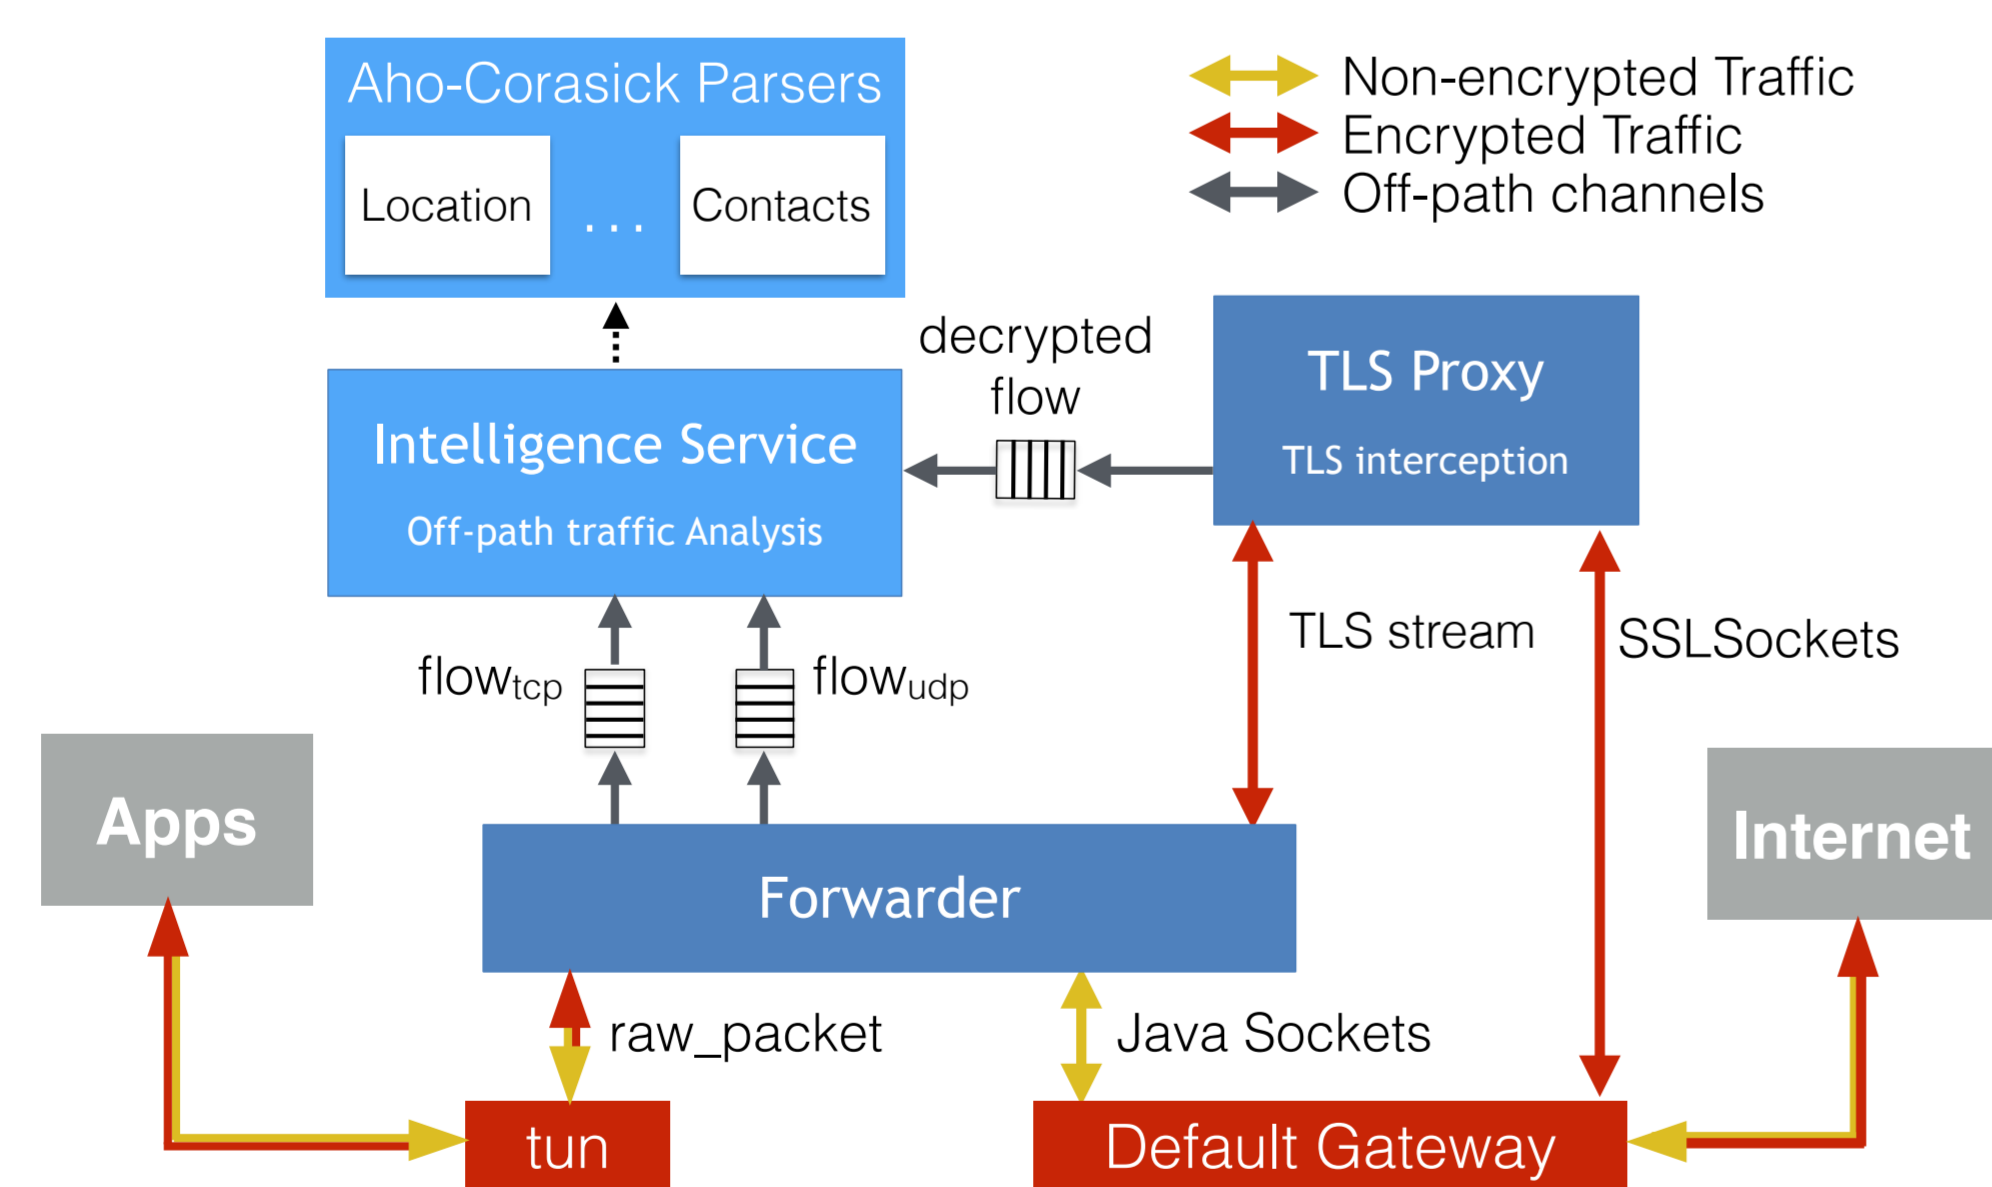 Aho-Corasick Parsers
Location
...
Contacts
Non-encrypted Traffic
Encrypted Traffic
Off-path channels
decrypted
flow
TLS Proxy
TLS interception
Intelligence Service
Off-path traffic Analysis
flowtcp
flowudp
TLS stream
SSLSockets
Apps
Internet
Forwarder
raw_packet
Java Sockets
tun
Default Gateway